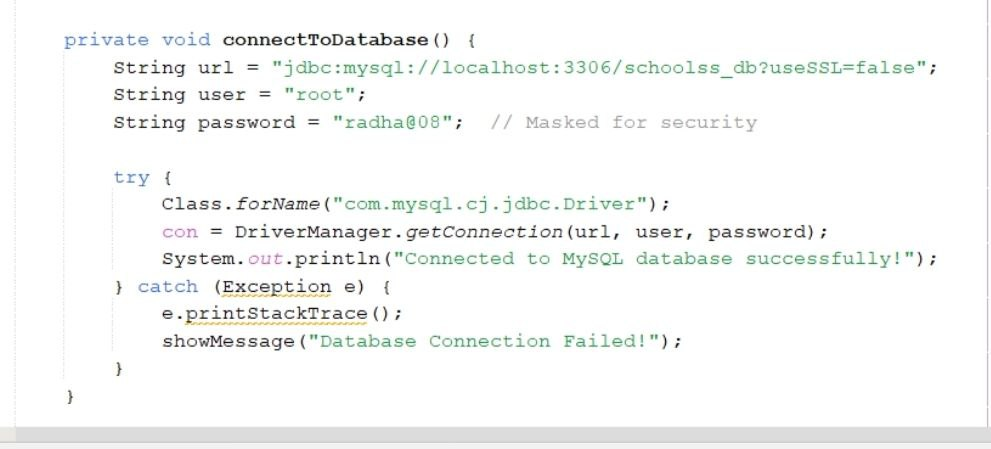 private void connectToDatabase() {
String url = "jdbc:mysql://localhost:3306/schoolss_db?useSSL=false";
String user = "root";
String password = "radha@08"; // Masked for security
try {
Class.forName("com.mysql.cj.jdbc.Driver");
con = DriverManager.getConnection(url, user, password);
System.out.println("Connected to MySQL database successfully!");
} catch (Exception e) {
e.printStackTrace();
showMessage("Database Connection Failed!");
}
}